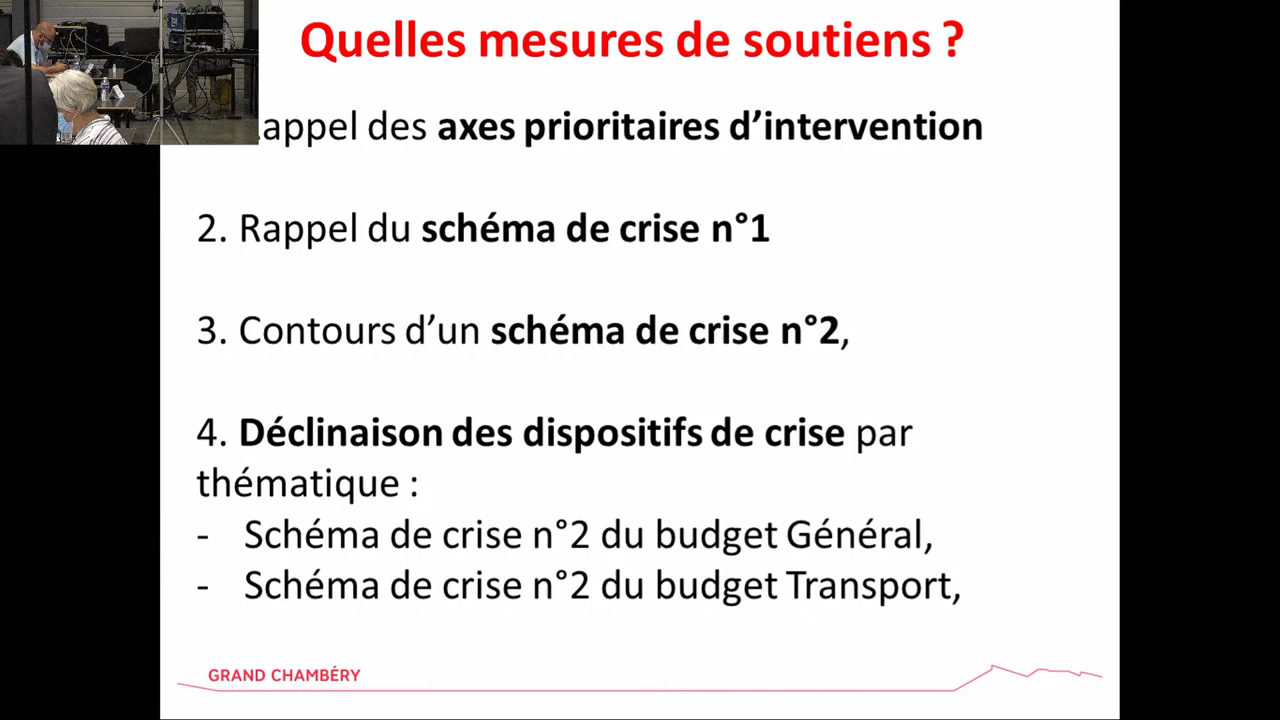 Quelles mesures de soutiens ?
des axes prioritaires d’intervention
2. Rappel du schéma de crise n°1
3. Contours d’un schéma de crise n°2,
4. Déclinaison des dispositifs de crise par
thématique :
- Schéma de crise n°2 du budget Général,
- Schéma de crise n°2 du budget Transport,
GRAND CHAMBÉRY